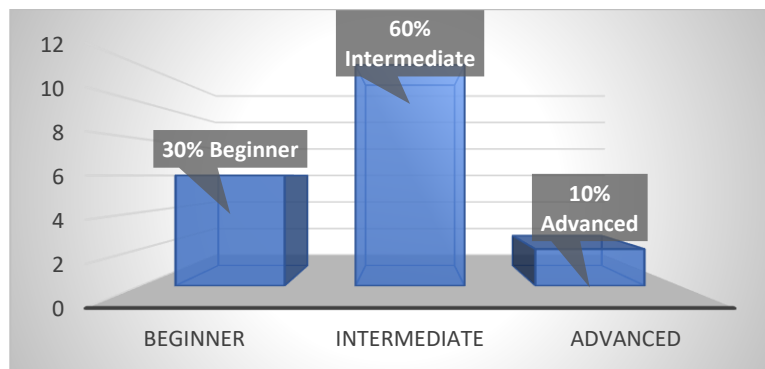 60%
Intermediate
30% Beginner
10%
Advanced
12
10
8
6
4
2
0
BEGINNER INTERMEDIATE ADVANCED